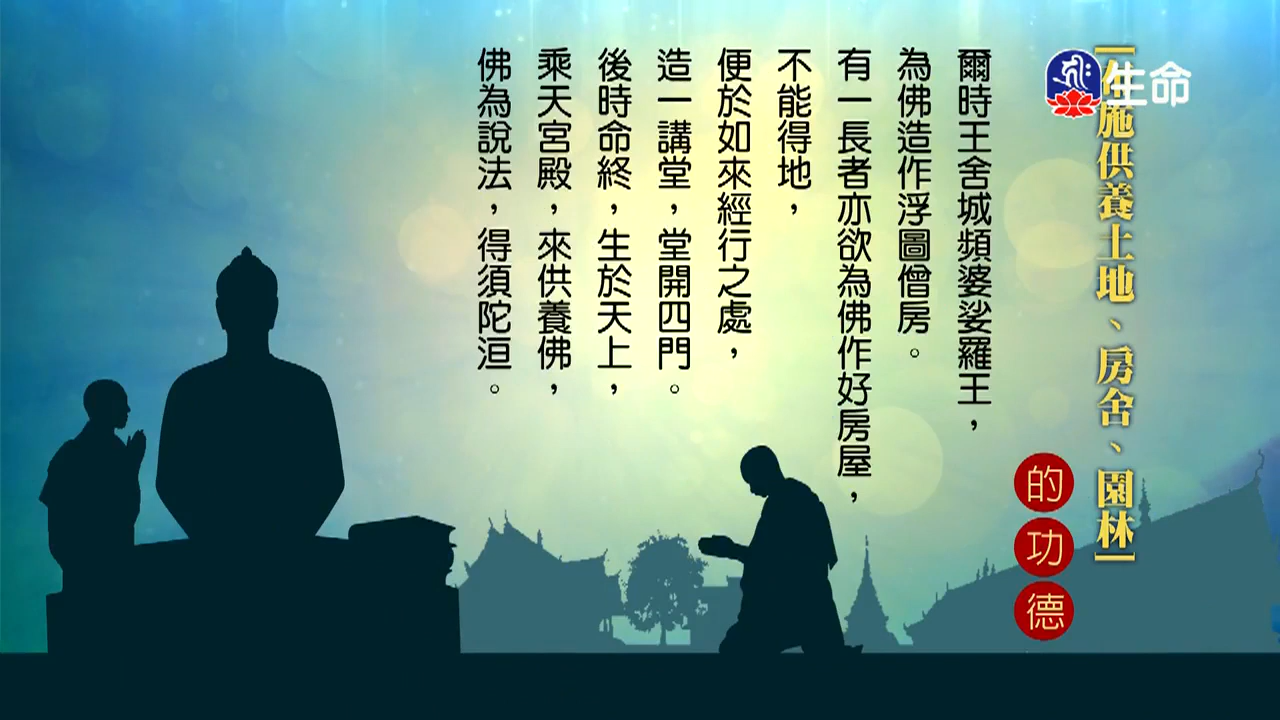 生命
施供養土地、房舍、園林」
的功德
爾時王舍城頻婆娑羅王，
為佛造作浮圖僧房。
有一長者亦欲為佛作好房屋，
不能得地，
便於如來經行之處，
造一講堂，堂開四門。
後時命終，生於天上，
乘天宮殿，來供養佛，
佛為說法，得須陀洹。